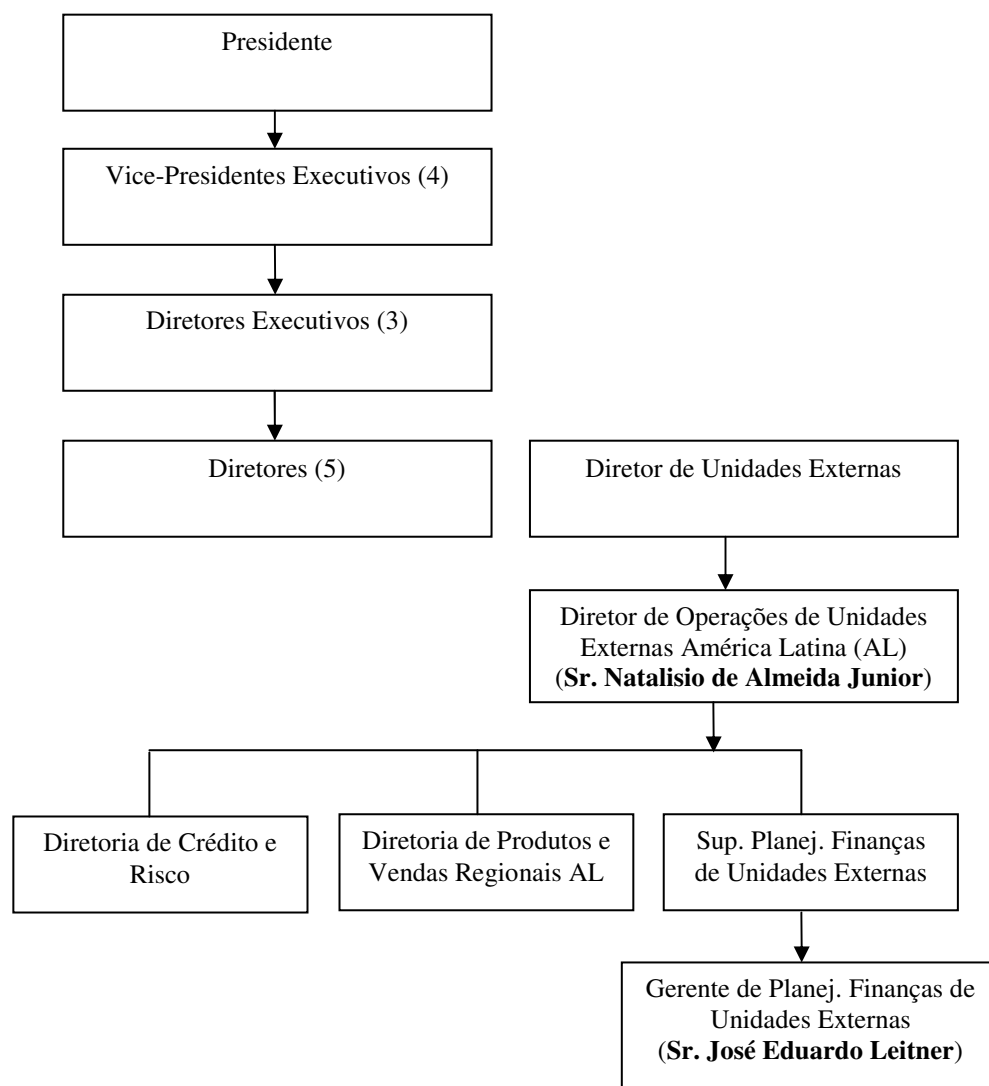 Presidente
Vice-Presidentes Executivos (4)
Diretores Executivos (3)
Diretores (5)
Diretor de Unidades Externas
Diretor de Operações de Unidades
Externas América Latina (AL)
(Sr. Natalisio de Almeida Junior)
Diretoria de Crédito e
Risco
Diretoria de Produtos e
Vendas Regionais AL
Sup. Planej. Finanças
de Unidades Externas
Gerente de Planej. Finanças de
Unidades Externas
(Sr. José Eduardo Leitner)